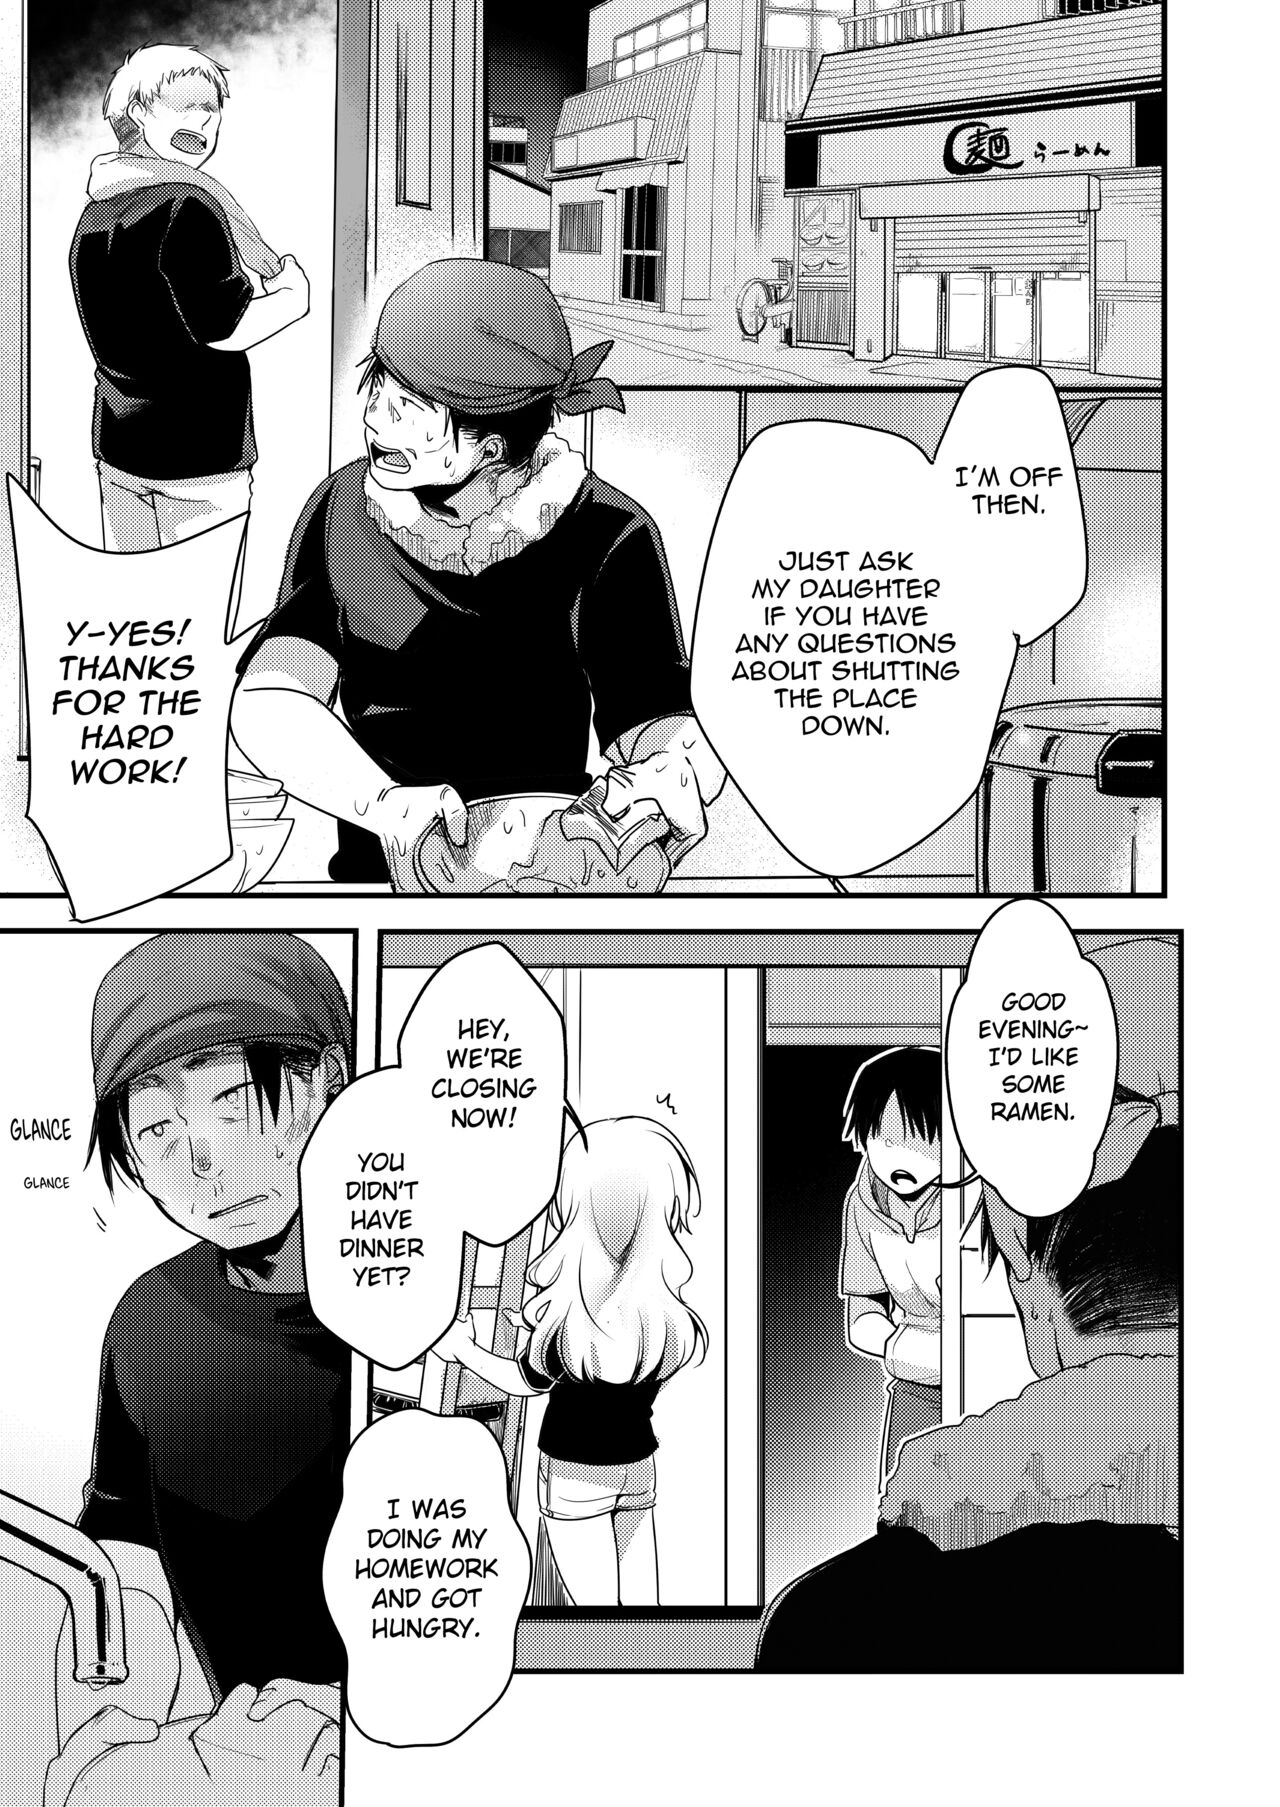 麺
らーめん
I'M OFF
THEN.
JUST ASK
MY DAUGHTER
IF YOU HAVE
ANY QUESTIONS
ABOUT SHUTTING
THE PLACE
DOWN.
Y-YES!
THANKS
FOR THE
HARD
WORK!
GOOD
EVENING~
I'D LIKE
SOME
RAMEN.
HEY,
WE'RE
CLOSING
NOW!
YOU
DIDN'T
HAVE
DINNER
YET?
I WAS
DOING MY
HOMEWORK
AND GOT
HUNGRY.
GLANCE
GLANCE